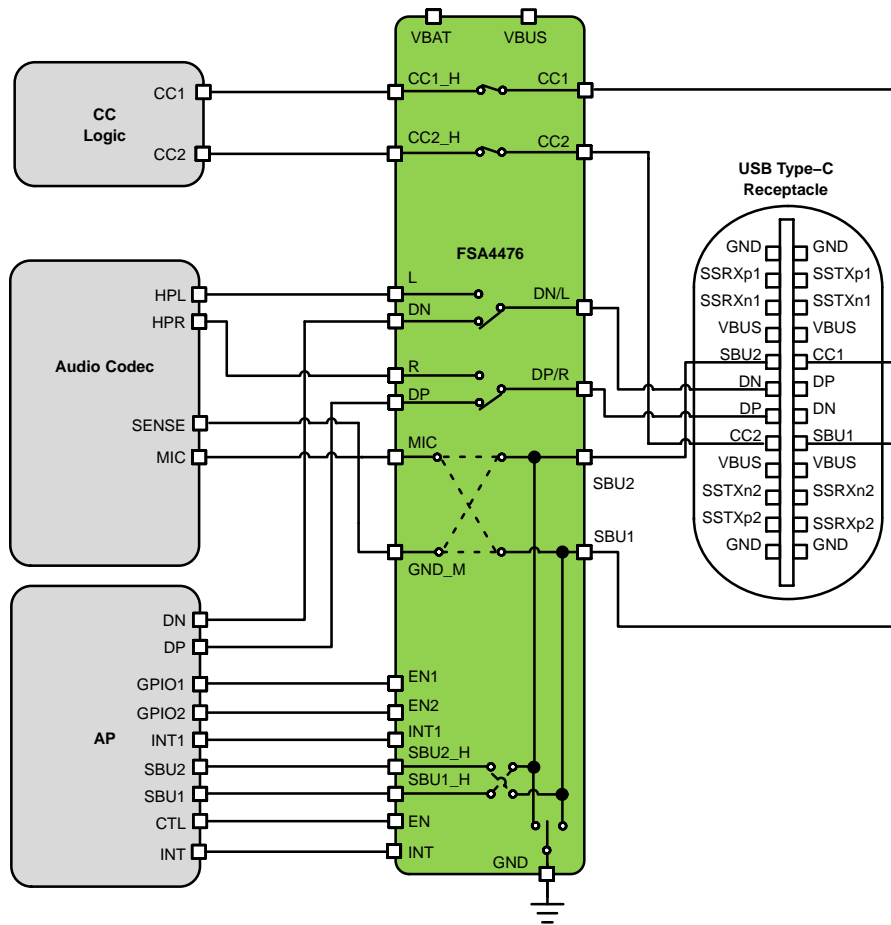 VBAT
VBUS
CC
Logic
CC1
CC2
CC1_H
CC1
CC2_H
CC2
FSA4476
USB Type–C
Receptacle
Audio Codec
HPL
HPR
SENSE
MIC
L
DN
DN/L
R
DP
DP/R
MIC
SBU2
GND_M
SBU1
GND
GND
SSRXp1
SSTXp1
SSRXn1
SSTXn1
VBUS
VBUS
SBU2
CC1
DN
DP
DP
DN
CC2
SBU1
VBUS
VBUS
SSTXn2
SSRXn2
SSTXp2
SSRXp2
GND
GND
AP
DN
DP
GPIO1
GPIO2
INT1
SBU2
SBU1
CTL
INT
EN1
EN2
INT1
SBU2_H
SBU1_H
EN
INT
GND